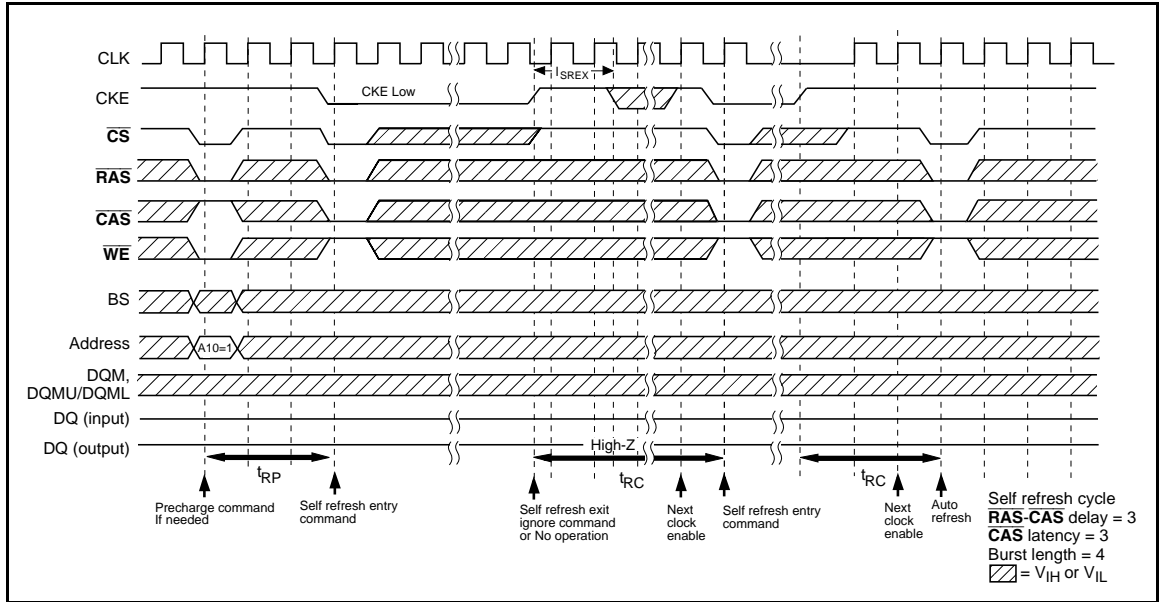 CLK
lSREX
CKE
CKE Low
CS
RAS
CAS
WE
BS
Address
A10=1
DQM,
DQMU/DQML
DQ (input)
DQ (output)
High-Z
tRP
tRC
tRC
Precharge command
If needed
Self refresh entry
command
Self refresh exit
ignore command
or No operation
Next
clock
enable
Self refresh entry
command
Next
clock
enable
Auto
refresh
Self refresh cycle
RAS-CAS delay = 3
CAS latency = 3
Burst length = 4
= VIH or VIL